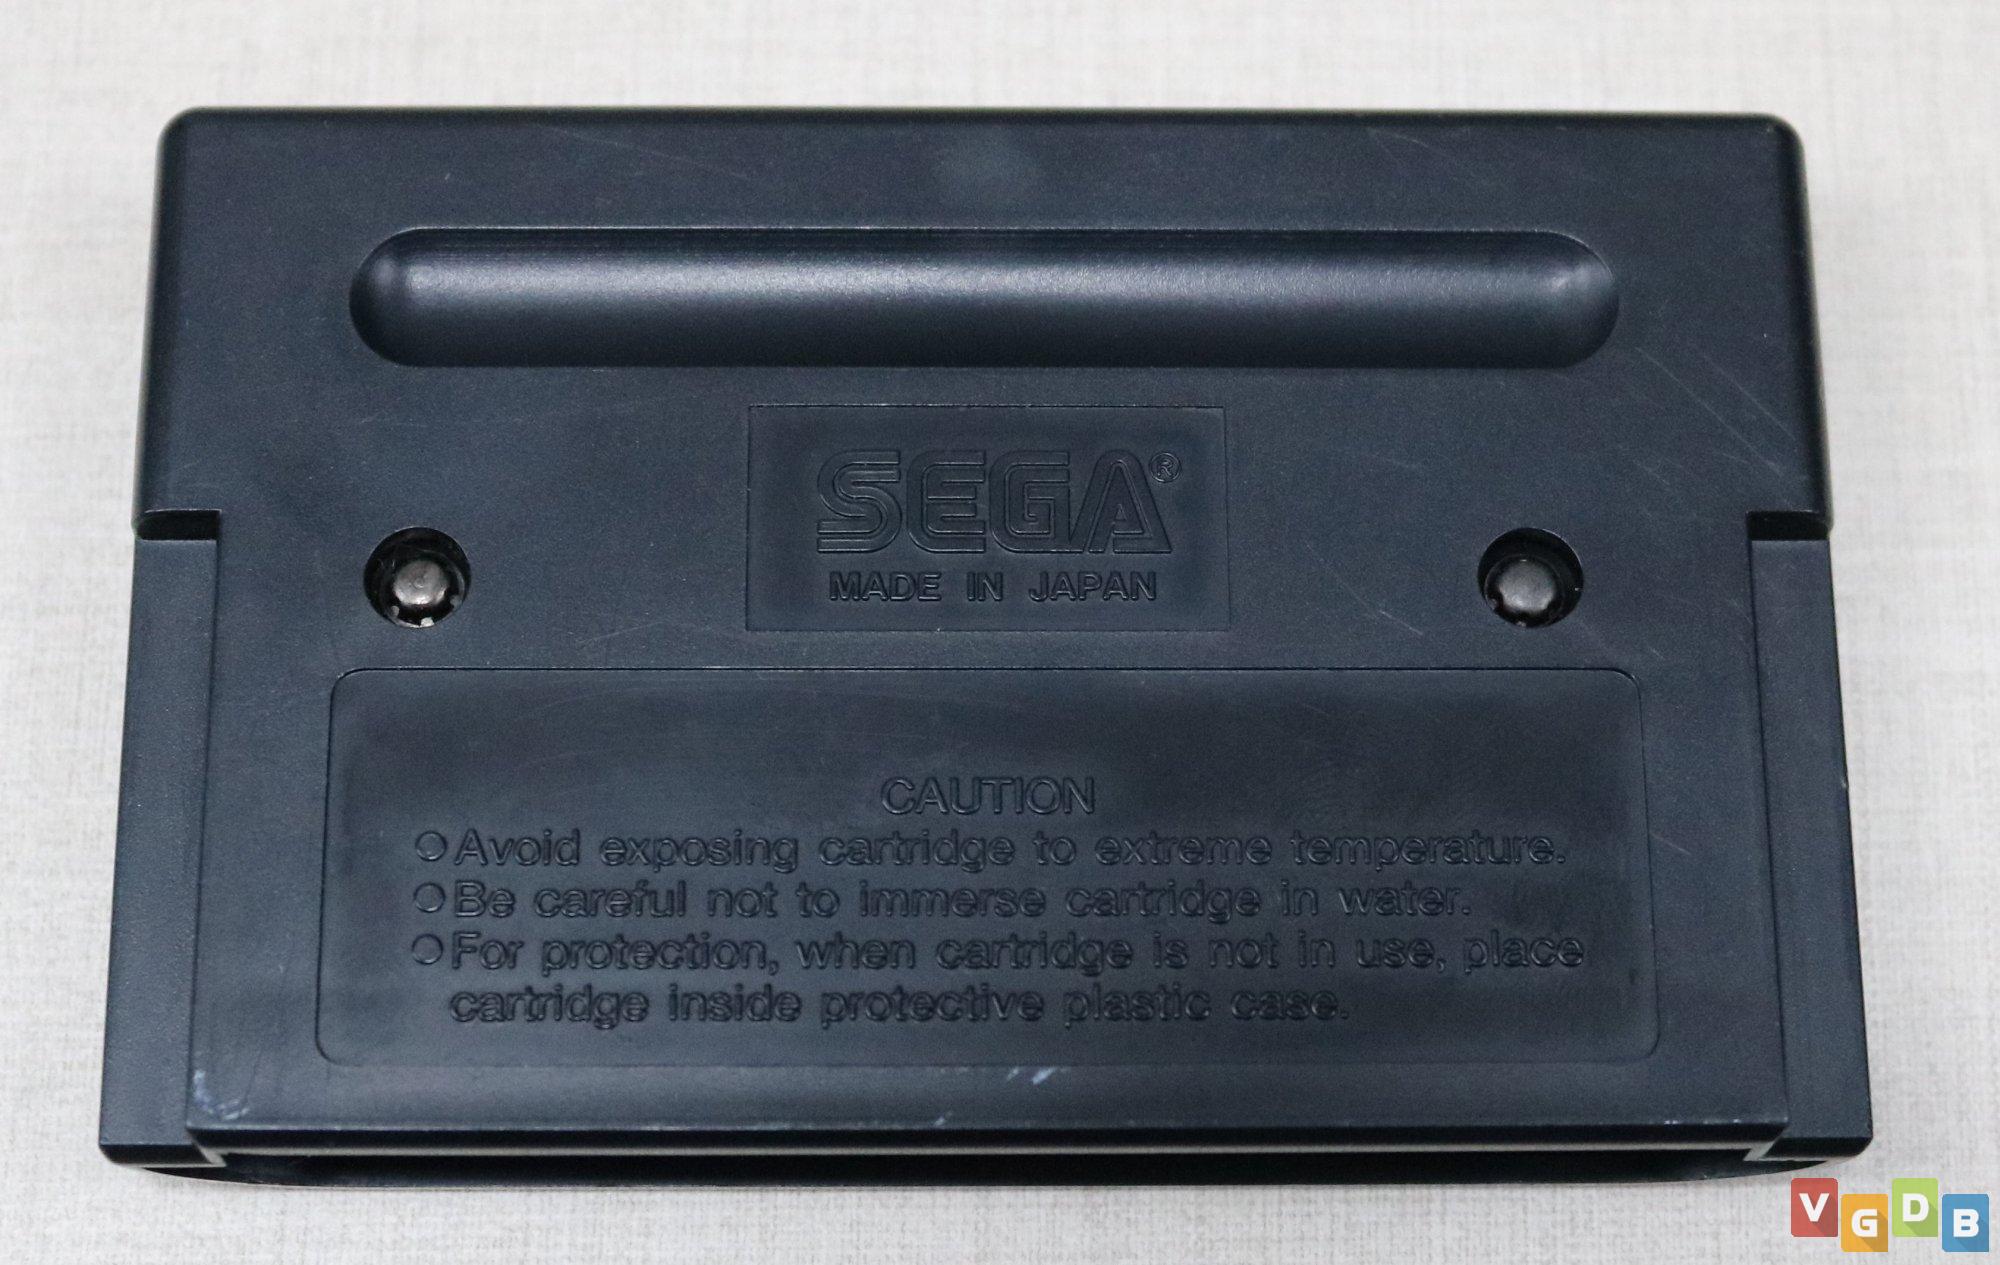 SEGA®
MADE IN JAPAN
CAUTION
○Avoid exposing cartridge to extreme temperature.
○Be careful not to immerse cartridge in water.
○For protection, when cartridge is not in use, place
cartridge inside protective plastic case.
VGDB